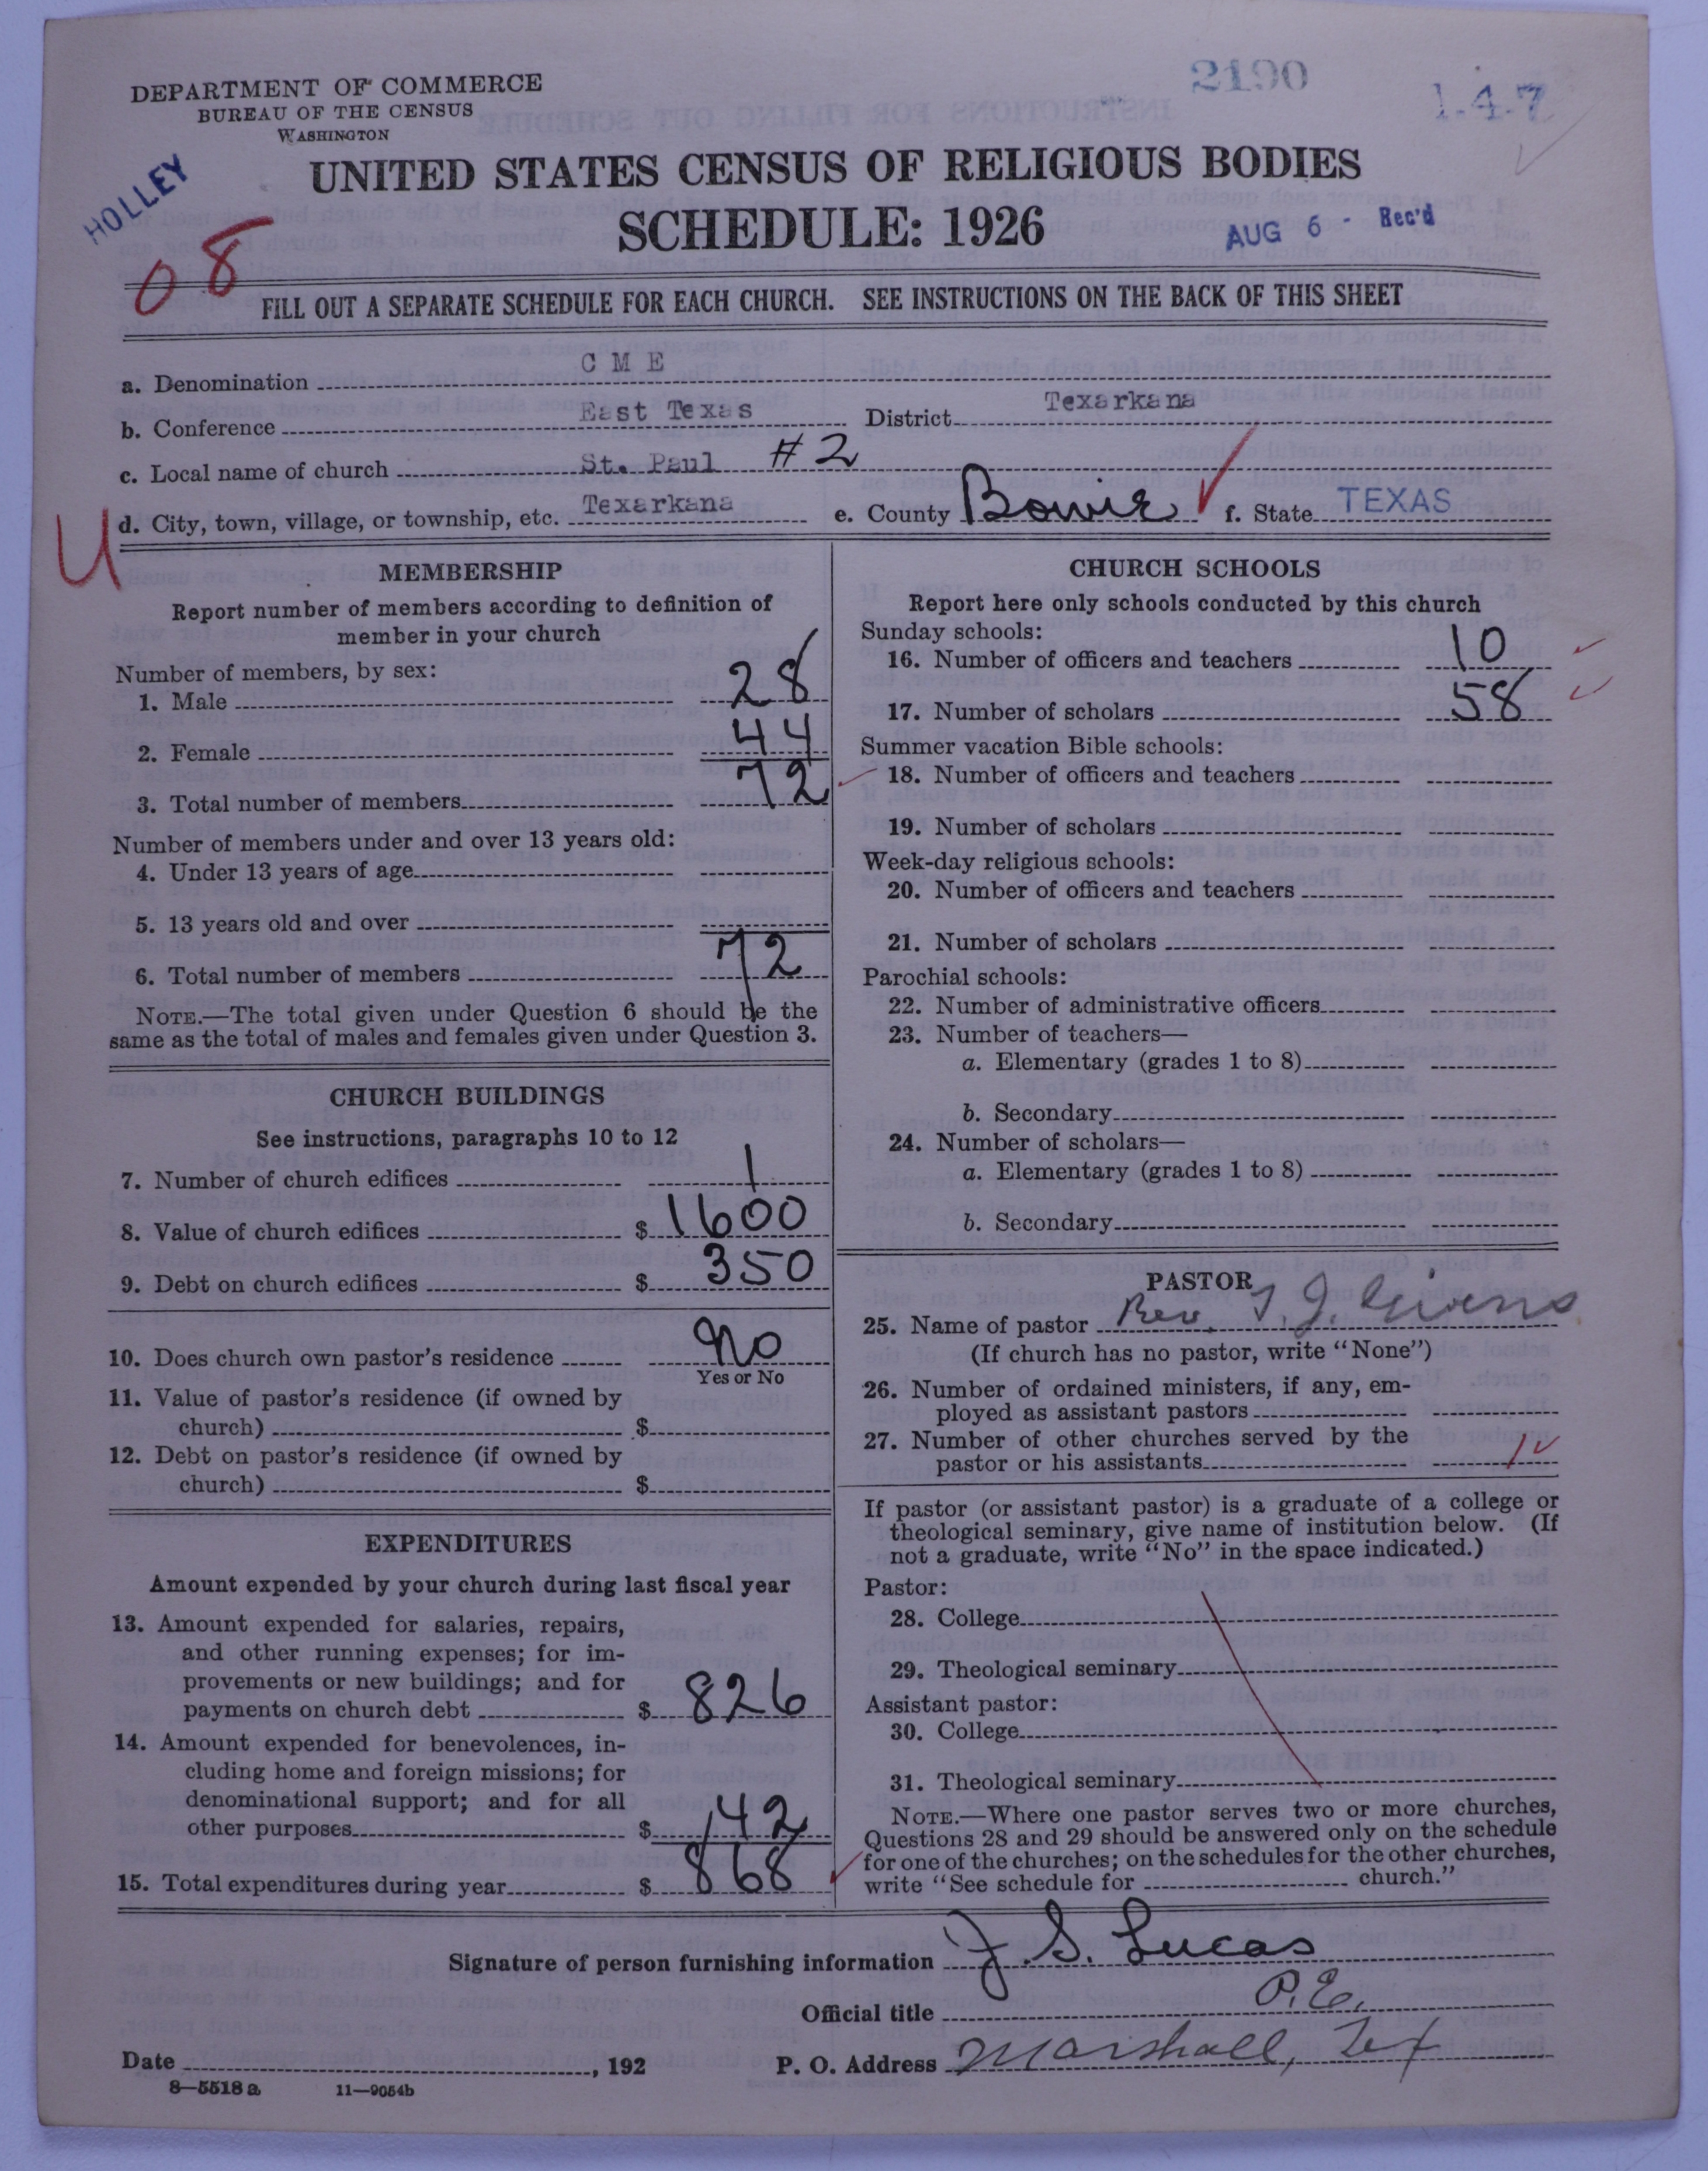 2190
1-4-7
DEPARTMENT OF COMMERCE
BUREAU OF THE CENSUS
WASHINGTON
HOLLEY
08
UNITED STATES CENSUS OF RELIGIOUS BODIES
SCHEDULE: 1926
AUG 6 - Rec'd
FILL OUT A SEPARATE SCHEDULE FOR EACH CHURCH. SEE INSTRUCTIONS ON THE BACK OF THIS SHEET
a. Denomination C M E
b. Conference East Texas District Texarkana
c. Local name of church St. Paul #2
U
d. City, town, village, or township, etc. Texarkana e. County Bowie f. State TEXAS
MEMBERSHIP
Report number of members according to definition of
member in your church
Number of members, by sex:
1. Male 28
2. Female 44
3. Total number of members 72
Number of members under and over 13 years old:
4. Under 13 years of age
5. 13 years old and over
6. Total number of members 72
NOTE.—The total given under Question 6 should be the
same as the total of males and females given under Question 3.
CHURCH BUILDINGS
See instructions, paragraphs 10 to 12
7. Number of church edifices 1
8. Value of church edifices $ 1600
9. Debt on church edifices $ 350
10. Does church own pastor's residence No
Yes or No
11. Value of pastor's residence (if owned by
church) $
12. Debt on pastor's residence (if owned by
church) $
EXPENDITURES
Amount expended by your church during last fiscal year
13. Amount expended for salaries, repairs,
and other running expenses; for im-
provements or new buildings; and for
payments on church debt $ 826
14. Amount expended for benevolences, in-
cluding home and foreign missions; for
denominational support; and for all
other purposes $ 42
15. Total expenditures during year $ 868
CHURCH SCHOOLS
Report here only schools conducted by this church
Sunday schools:
16. Number of officers and teachers 10
17. Number of scholars 58
Summer vacation Bible schools:
18. Number of officers and teachers
19. Number of scholars
Week-day religious schools:
20. Number of officers and teachers
21. Number of scholars
Parochial schools:
22. Number of administrative officers
23. Number of teachers—
a. Elementary (grades 1 to 8)
b. Secondary
24. Number of scholars—
a. Elementary (grades 1 to 8)
b. Secondary
PASTOR
25. Name of pastor Rev. T. J. Givens
(If church has no pastor, write "None")
26. Number of ordained ministers, if any, em-
ployed as assistant pastors
27. Number of other churches served by the
pastor or his assistants 1
If pastor (or assistant pastor) is a graduate of a college or
theological seminary, give name of institution below. (If
not a graduate, write "No" in the space indicated.)
Pastor:
28. College
29. Theological seminary
Assistant pastor:
30. College
31. Theological seminary
NOTE.—Where one pastor serves two or more churches,
Questions 28 and 29 should be answered only on the schedule
for one of the churches; on the schedules for the other churches,
write "See schedule for church."
Signature of person furnishing information J. S. Lucas
Official title P.E.
Date , 192 P. O. Address Marshall, Tex
8—5518 a 11—9054b